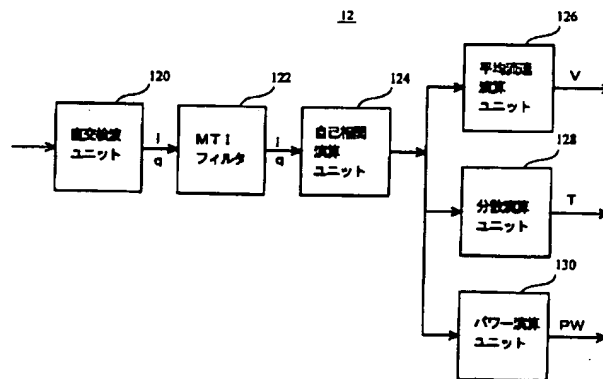 12
120
直交検波
ユニット
i
q
122
MTI
フィルタ
i
q
124
自己相関
演算
ユニット
126
平均流速
演算
ユニット
V
128
分散演算
ユニット
T
130
パワー演算
ユニット
PW